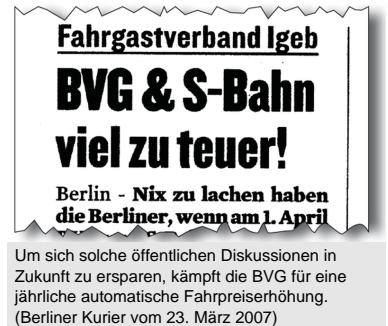 Fahrgastverband Igeb
BVG & S-Bahn
viel zu teuer!
Berlin - Nix zu lachen haben
die Berliner, wenn am 1. April
Um sich solche öffentlichen Diskussionen in
Zukunft zu ersparen, kämpft die BVG für eine
jährliche automatische Fahrpreiserhöhung.
(Berliner Kurier vom 23. März 2007)